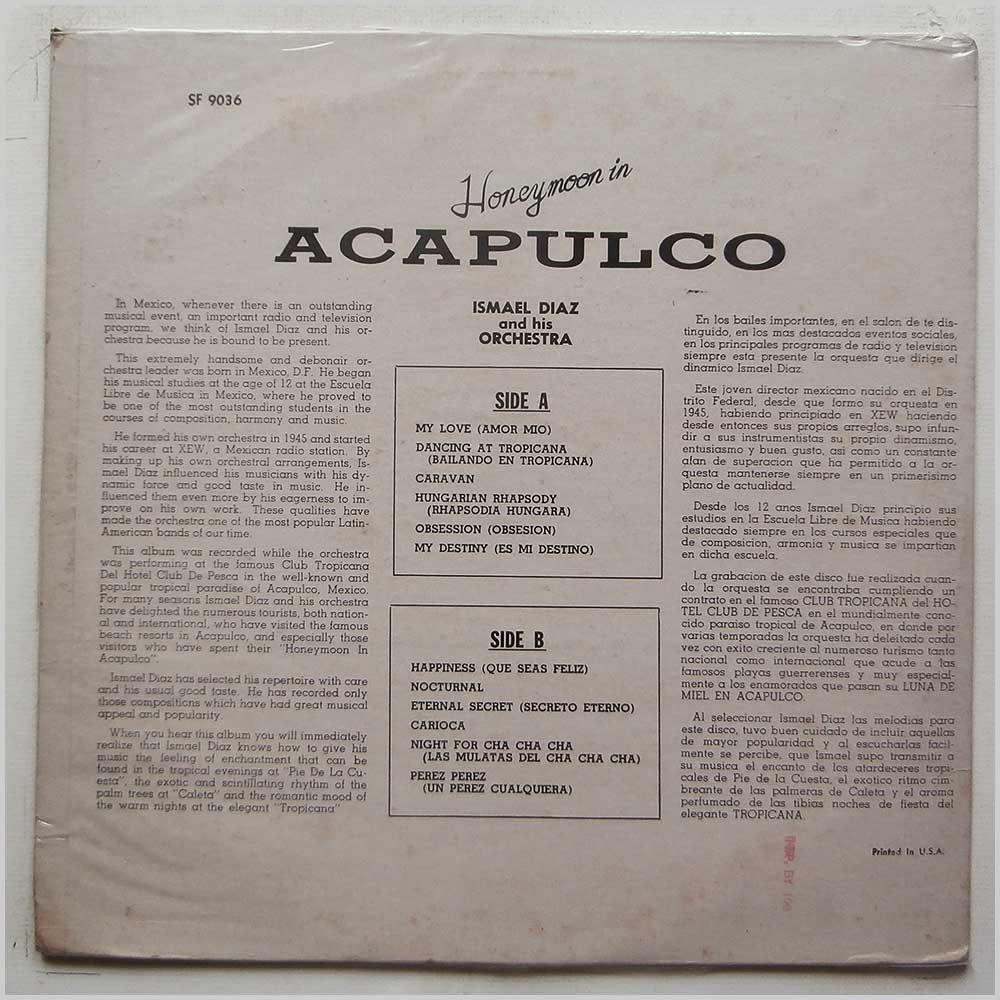 SF 9036
Honeymoon in
ACAPULCO
In Mexico, whenever there is an outstanding
musical event, an important radio and television
program, we think of Ismael Diaz and his or-
chestra because he is bound to be present.
This extremely handsome and debonair or-
chestra leader was born in Mexico, D.F. He began
his musical studies at the age of 12 at the Escuela
Libre de Musica in Mexico, where he proved to
be one of the most outstanding students in the
courses of composition, harmony and music.
He formed his own orchestra in 1945 and started
his career at XEW, a Mexican radio station. By
making up his own orchestral arrangements, Is-
mael Diaz influenced his musicians with his dy-
namic force and good taste in music. He in-
fluenced them even more by his eagerness to im-
prove on his own work. These qualities have
made the orchestra one of the most popular Latin-
American bands of our time.
This album was recorded while the orchestra
was performing at the famous Club Tropicana
Del Hotel Club De Pesca in the well-known and
popular tropical paradise of Acapulco, Mexico.
For many seasons Ismael Diaz and his orchestra
have delighted the numerous tourists, both nation-
al and international, who have visited the famous
beach resorts in Acapulco, and especially those
visitors who have spent their "Honeymoon In
Acapulco".
Ismael Diaz has selected his repertoire with care
and his usual good taste. He has recorded only
those compositions which have had great musical
appeal and popularity.
When you hear this album you will immediately
realize that Ismael Diaz knows how to give his
music the feeling of enchantment that can be
found in the tropical evenings at "Pie De La Cu-
esta", the exotic and scintillating rhythm of the
palm trees at "Caleta" and the romantic mood of
the warm nights at the elegant "Tropicana"
ISMAEL DIAZ
and his
ORCHESTRA
SIDE A
MY LOVE (AMOR MIO)
DANCING AT TROPICANA
(BAILANDO EN TROPICANA)
CARAVAN
HUNGARIAN RHAPSODY
(RHAPSODIA HUNGARA)
OBSESSION (OBSESION)
MY DESTINY (ES MI DESTINO)
SIDE B
HAPPINESS (QUE SEAS FELIZ)
NOCTURNAL
ETERNAL SECRET (SECRETO ETERNO)
CARIOCA
NIGHT FOR CHA CHA CHA
(LAS MULATAS DEL CHA CHA CHA)
PEREZ PEREZ
(UN PEREZ CUALQUIERA)
En los bailes importantes, en el salon de te dis-
tinguido, en los mas destacados eventos sociales,
en los principales programas de radio y television
siempre esta presente la orquesta que dirige el
dinamico Ismael Diaz.
Este joven director mexicano nacido en el Dis-
trito Federal, desde que formo su orquesta en
1945, habiendo principiado en XEW haciendo
desde entonces sus propios arreglos, supo infun-
dir a sus instrumentistas su propio dinamismo,
entusiasmo y buen gusto, asi como un constante
afan de superacion que ha permitido a la or-
questa mantenerse siempre en un primerisimo
plano de actualidad.
Desde los 12 anos Ismael Diaz principio sus
estudios en la Escuela Libre de Musica habiendo
destacado siempre en los cursos especiales que
de composicion, armonia y musica se impartian
en dicha escuela.
La grabacion de este disco fue realizada cuan-
do la orquesta se encontraba cumpliendo un
contrato en el famoso CLUB TROPICANA del HO-
TEL CLUB DE PESCA en el mundialmente cono-
cido paraiso tropical de Acapulco, en donde por
varias temporadas la orquesta ha deleitado cada
vez con exito creciente al numeroso turismo tanto
nacional como internacional que acude a las
famosas playas guerrerenses y muy especial-
mente a los enamorados que pasan su LUNA DE
MIEL EN ACAPULCO.
Al seleccionar Ismael Diaz las melodias para
este disco, tuvo buen cuidado de incluir aquellas
de mayor popularidad y al escucharlas facil-
mente se percibe, que Ismael supo transmitir a
su musica el encanto de los atardeceres tropi-
cales de Pie de la Cuesta, el exotico ritmo cim-
breante de las palmeras de Caleta y el aroma
perfumado de las tibias noches de fiesta del
elegante TROPICANA.
Printed In U.S.A.